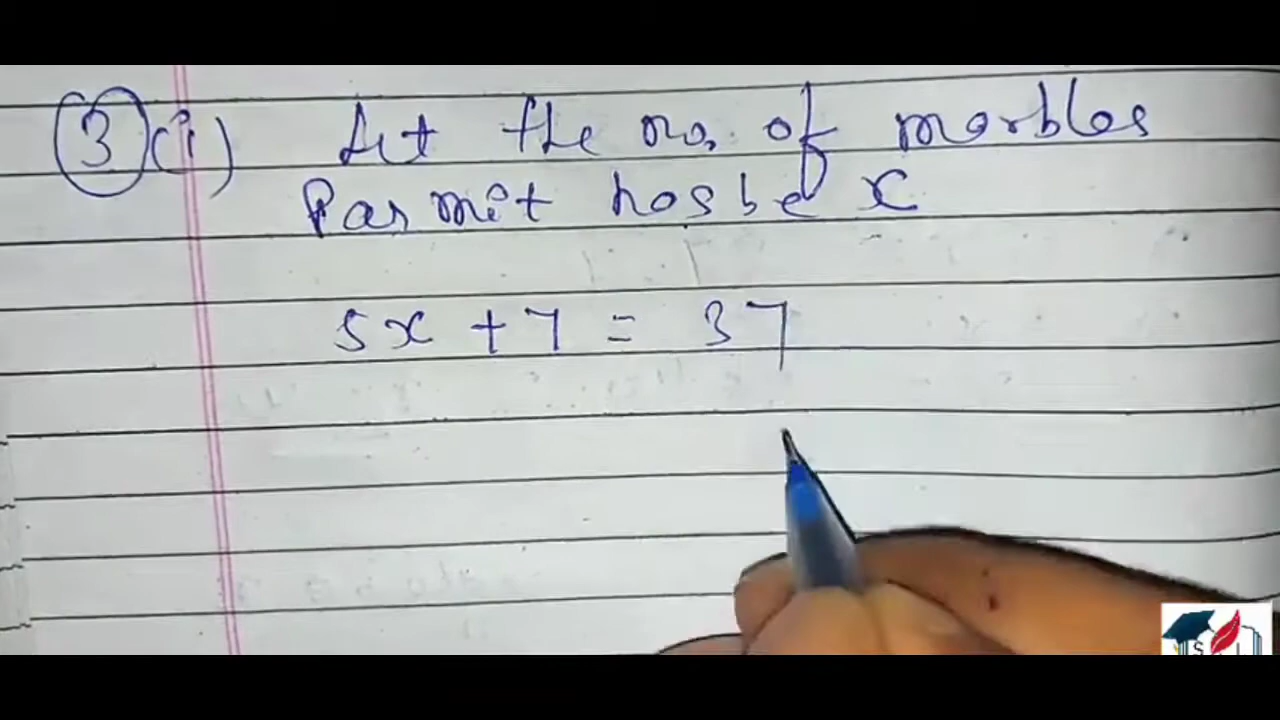 3 (i) Let the no. of marbles
Parmit has be x
5x + 7 = 37
S L